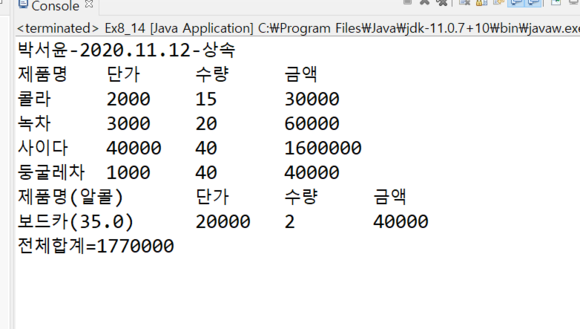 Console
<terminated> Ex8_14 [Java Application] C:₩Program Files₩Java₩jdk-11.0.7+10₩bin₩javaw.exe
박서윤-2020.11.12-상속
제품명 단가 수량 금액
콜라 2000 15 30000
녹차 3000 20 60000
사이다 40000 40 1600000
둥굴레차 1000 40 40000
제품명(알콜) 단가 수량 금액
보드카(35.0) 20000 2 40000
전체합계=1770000